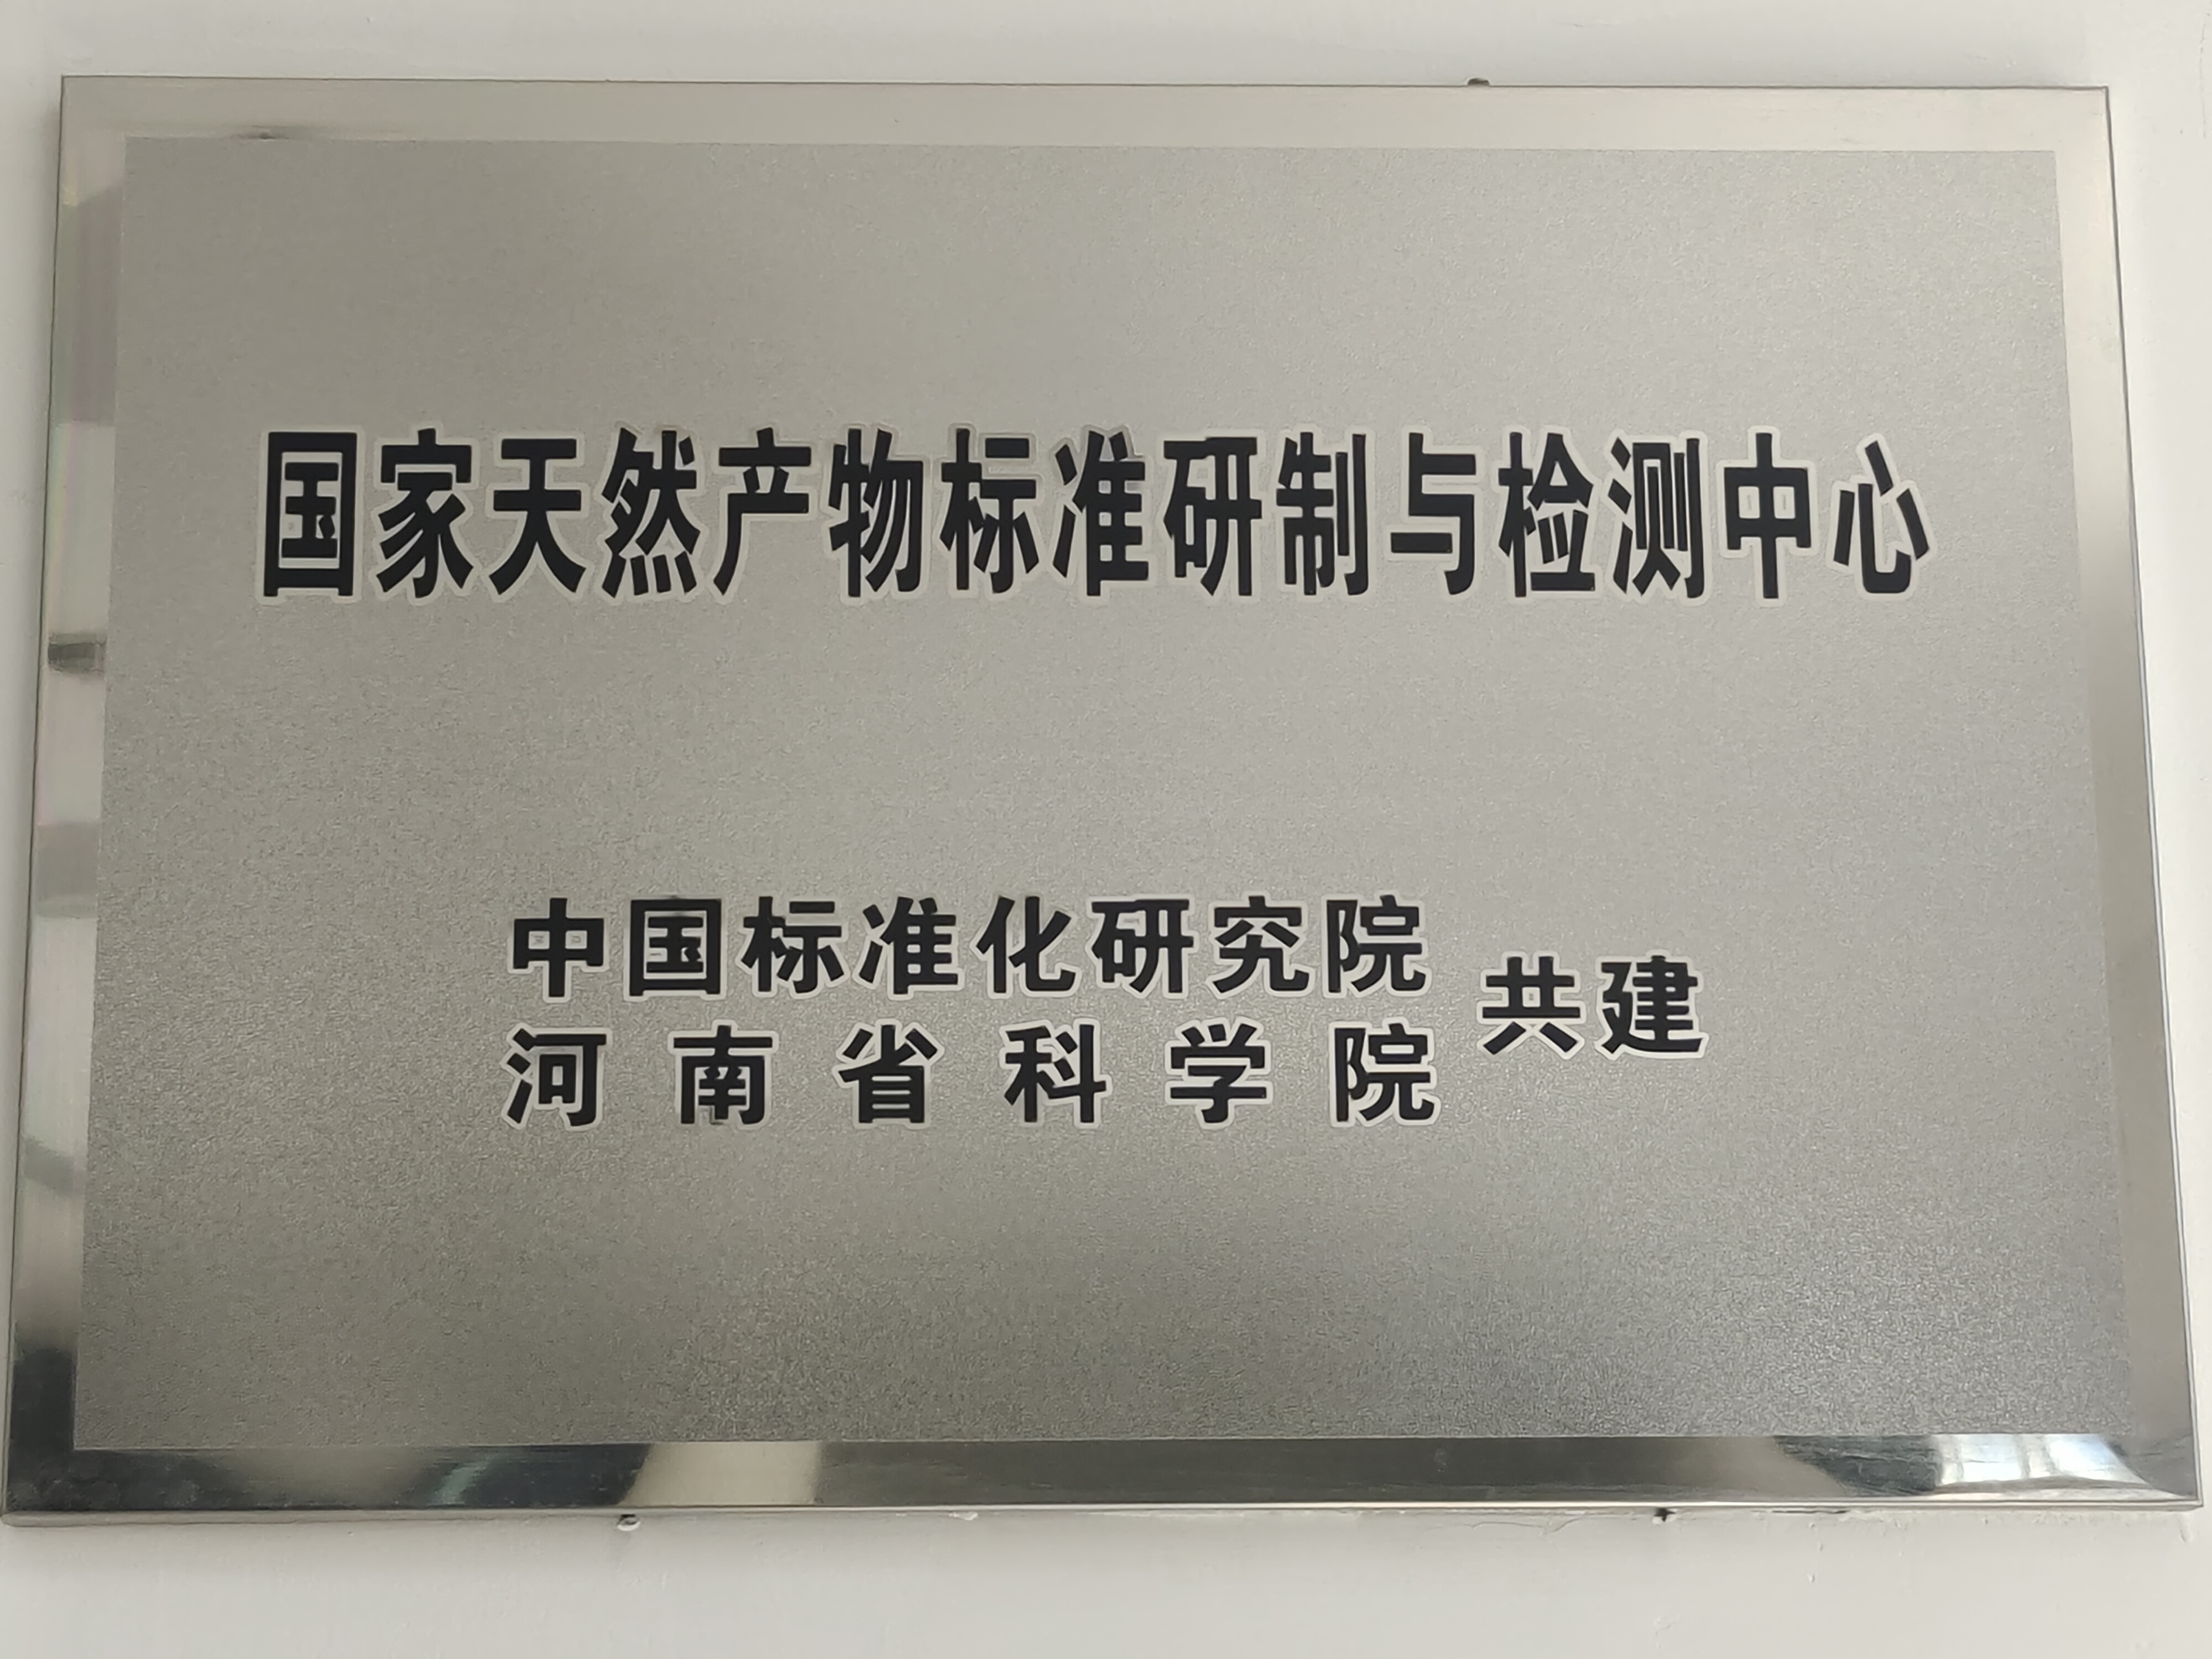 国家天然产物标准研制与检测中心
中国标准化研究院
河南省科学院
共建